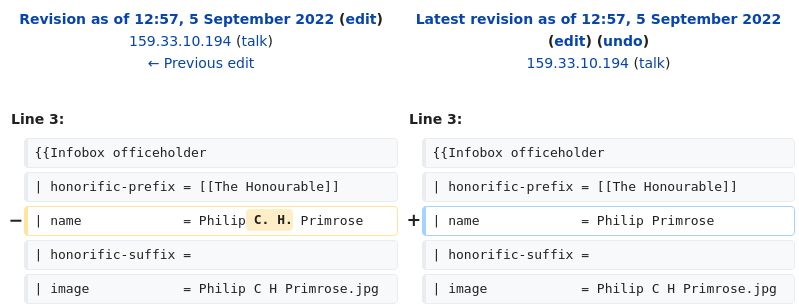 Revision as of 12:57, 5 September 2022 (edit)
159.33.10.194 (talk)
← Previous edit
Latest revision as of 12:57, 5 September 2022
(edit) (undo)
159.33.10.194 (talk)
Line 3:
Line 3:
{{Infobox officeholder
{{Infobox officeholder
| honorific-prefix = [[The Honourable]]
| honorific-prefix = [[The Honourable]]
− | name             = Philip C. H. Primrose
+ | name             = Philip Primrose
| honorific-suffix =
| honorific-suffix =
| image            = Philip C H Primrose.jpg
| image            = Philip C H Primrose.jpg